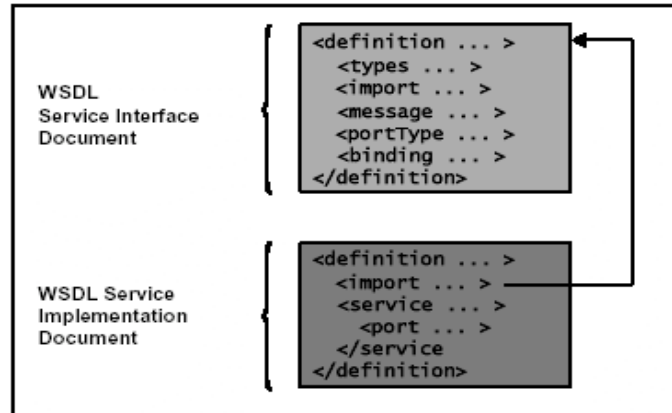 WSDL
Service Interface
Document
<definition ... >
<types ... >
<import ... >
<message ... >
<portType ... >
<binding ... >
</definition>
WSDL Service
Implementation
Document
<definition ... >
<import ... >
<service ... >
<port ... >
</service
</definition>